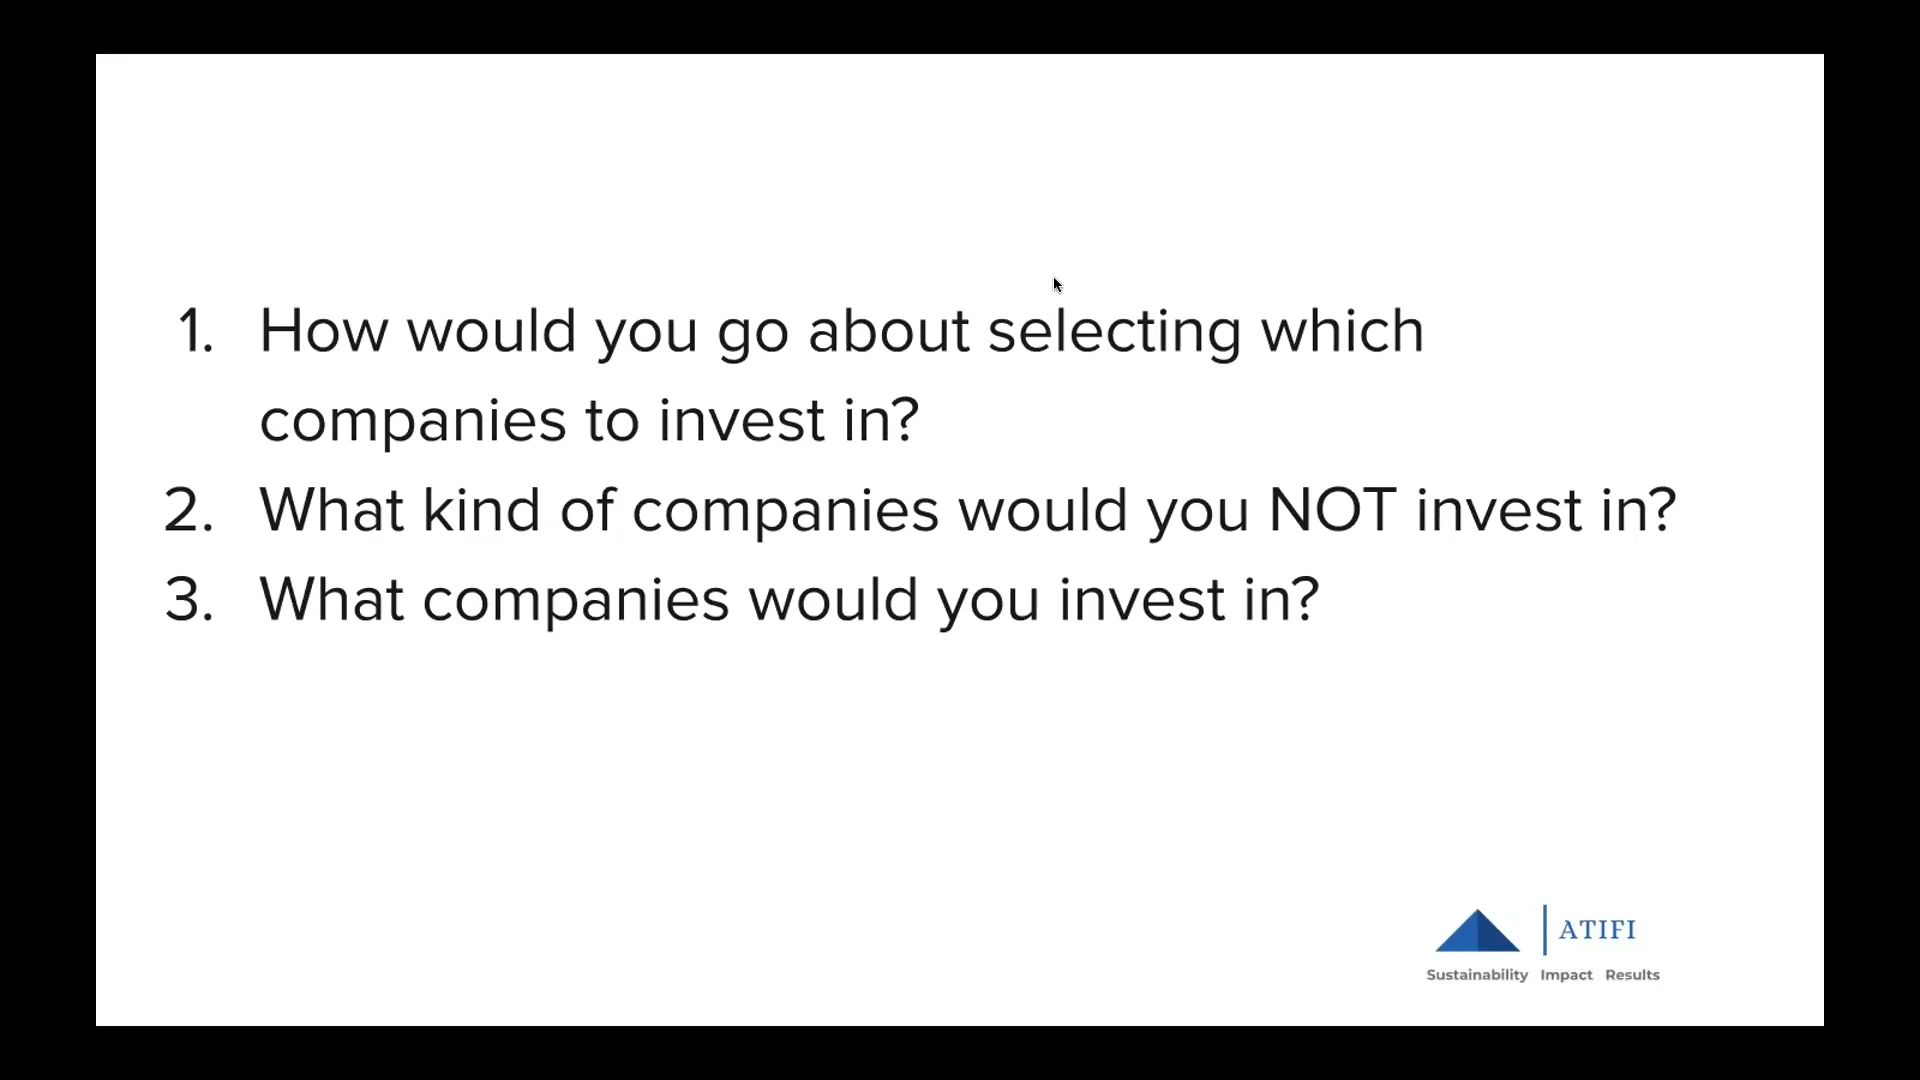 1. How would you go about selecting which
companies to invest in?
2. What kind of companies would you NOT invest in?
3. What companies would you invest in?
ATIFI
Sustainability Impact Results